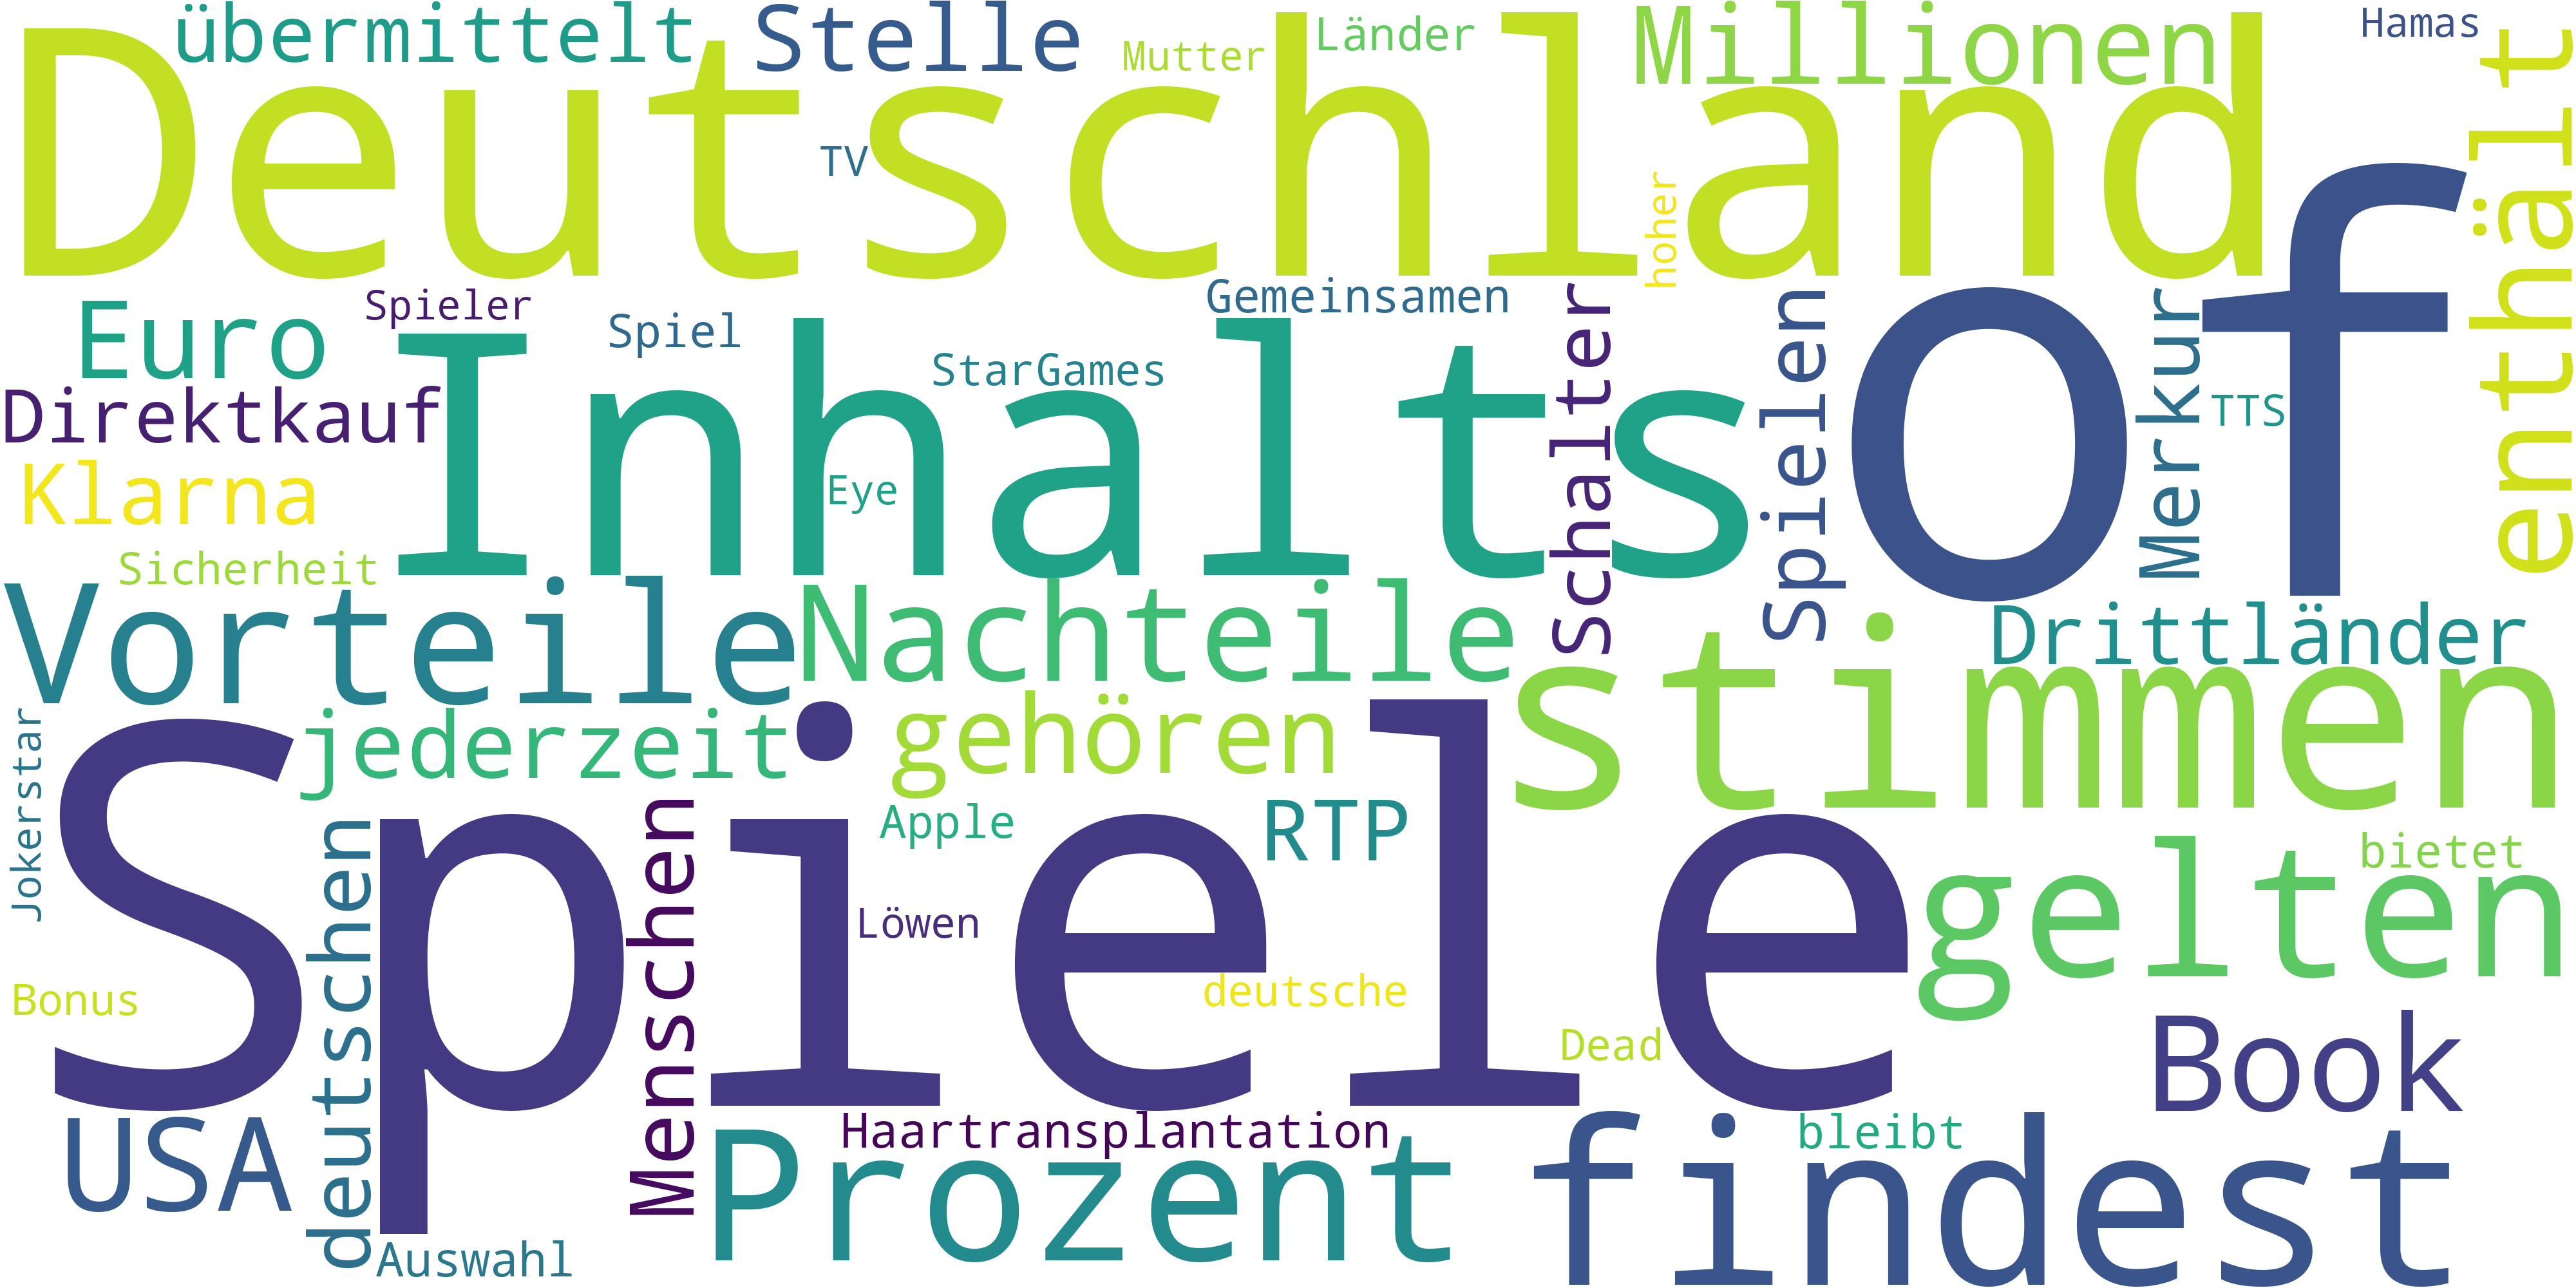 übermittelt
Stelle
Mutter
Länder
Millionen
Hamas
Deutschland
TV
hoher
enthält
of
Euro
Spieler
Spiel
Gemeinsamen
StarGames
Schalter
Spielen
Merkur
TTS
Direktkauf
Inhalts
Klarna
Eye
Sicherheit
Vorteile
Nachteile
Drittländer
stimmen
jederzeit
gehören
Jokerstar
Spiele
deutschen
Menschen
Apple
RTP
bietet
gelten
Löwen
Bonus
deutsche
Dead
Book
USA
Haartransplantation
bleibt
Prozent
findest
Auswahl